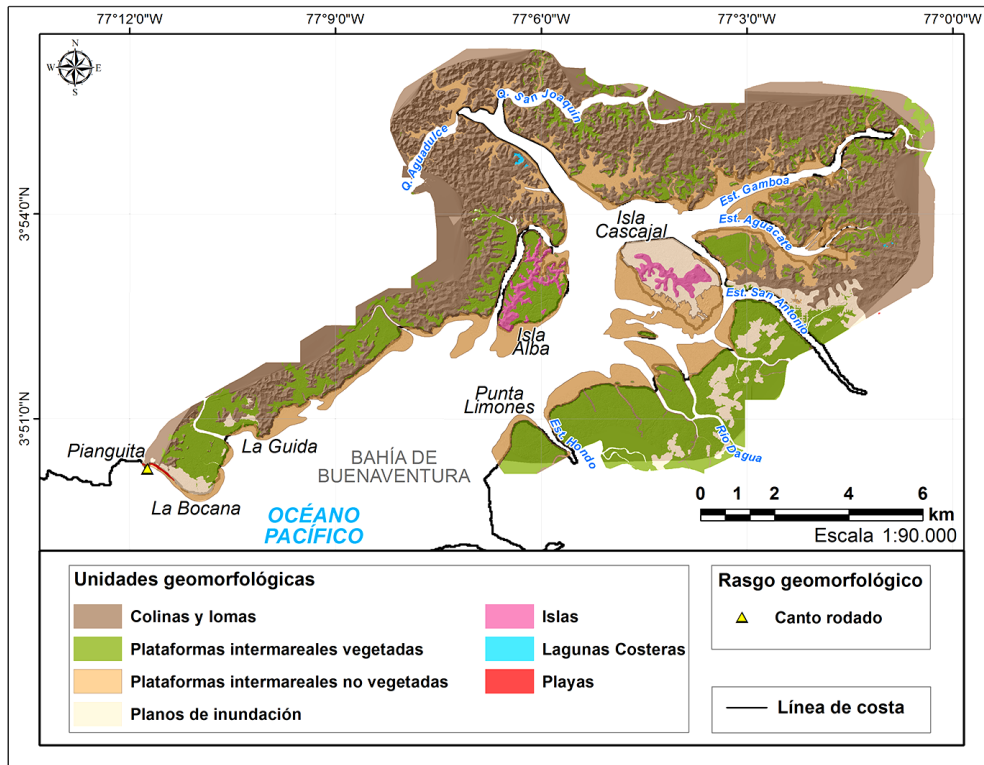 77°12'0"W
77°9'0"W
77°6'0"W
77°3'0"W
77°0'0"W
N
W
E
S
Q. San Joaquín
Q. Aguadulce
3°54'0"N
Est. Gamboa
Isla
Cascajal
Est. Aguacate
Est. San Antonio
Isla
Alba
Punta
Limones
3°51'0"N
La Guida
Est. Hondo
Río Dagua
Pianguita
BAHÍA DE
BUENAVENTURA
La Bocana
OCÉANO
PACÍFICO
0 1 2 4 6
km
Escala 1:90.000
Unidades geomorfológicas
Colinas y lomas
Plataformas intermareales vegetadas
Plataformas intermareales no vegetadas
Planos de inundación
Islas
Lagunas Costeras
Playas
Rasgo geomorfológico
Canto rodado
Línea de costa